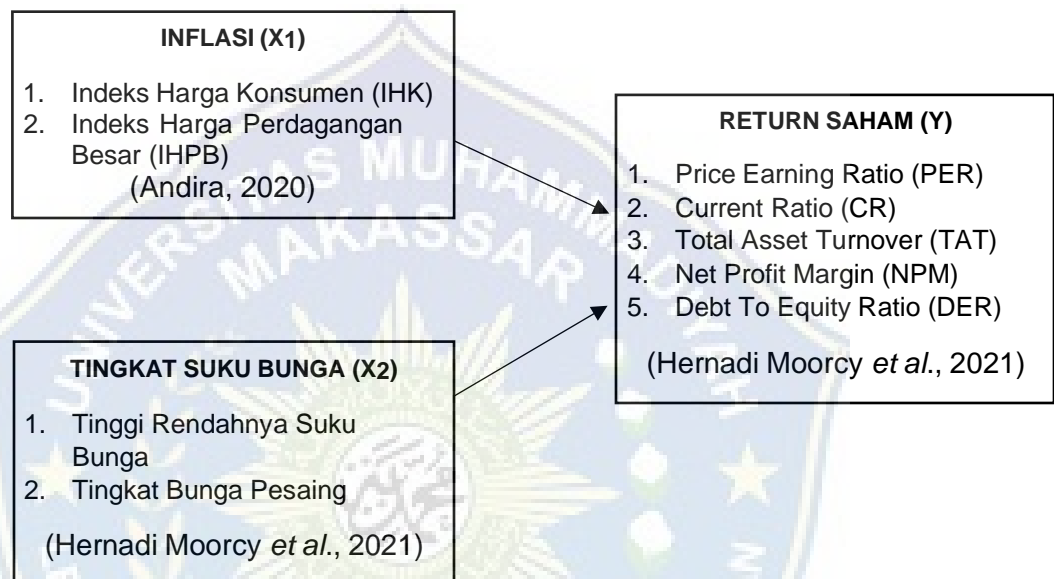 INFLASI (X1)
1. Indeks Harga Konsumen (IHK)
2. Indeks Harga Perdagangan
Besar (IHPB)
(Andira, 2020)
RETURN SAHAM (Y)
1. Price Earning Ratio (PER)
2. Current Ratio (CR)
3. Total Asset Turnover (TAT)
4. Net Profit Margin (NPM)
5. Debt To Equity Ratio (DER)
(Hernadi Moorcy et al., 2021)
TINGKAT SUKU BUNGA (X2)
1. Tinggi Rendahnya Suku
Bunga
2. Tingkat Bunga Pesaing
(Hernadi Moorcy et al., 2021)
UNIVERSITAS MUHAMMADIYAH
MAKASSAR